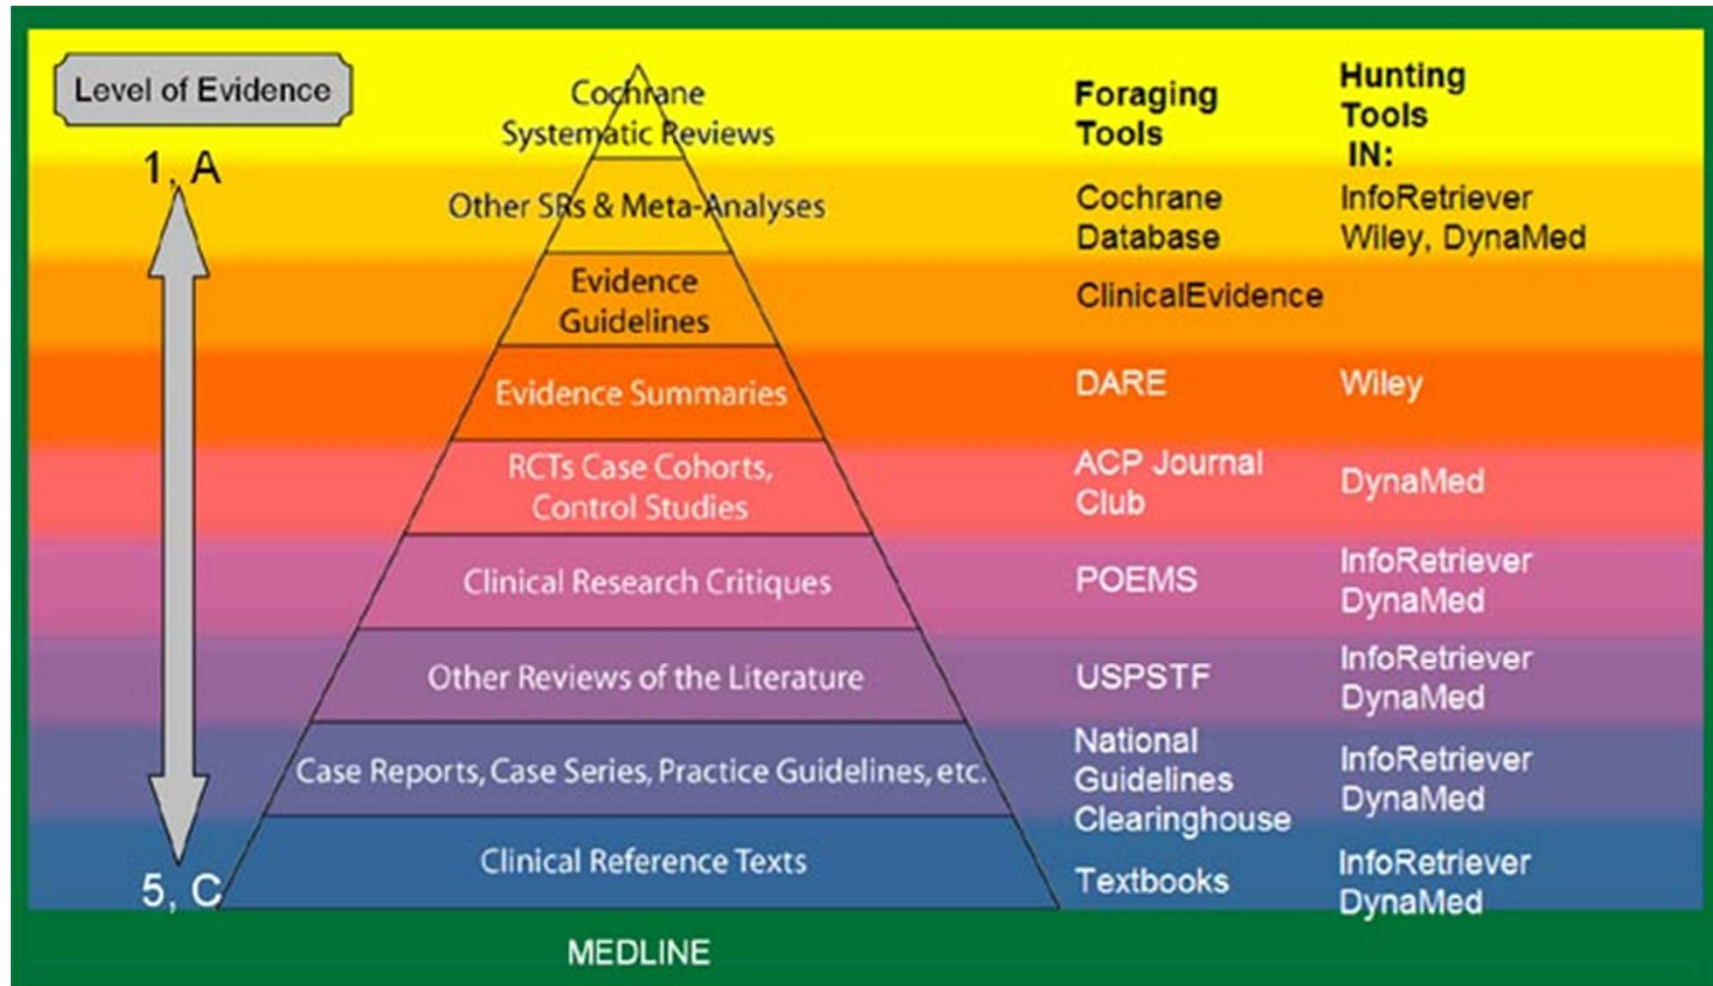 Level of Evidence
1, A
5, C
Cochrane
Systematic Reviews
Other SRs & Meta-Analyses
Evidence
Guidelines
Evidence Summaries
RCTs Case Cohorts,
Control Studies
Clinical Research Critiques
Other Reviews of the Literature
Case Reports, Case Series, Practice Guidelines, etc.
Clinical Reference Texts
MEDLINE
Foraging
Tools
Cochrane
Database
ClinicalEvidence
DARE
ACP Journal
Club
POEMS
USPSTF
National
Guidelines
Clearinghouse
Textbooks
Hunting
Tools
IN:
InfoRetriever
Wiley, DynaMed
Wiley
DynaMed
InfoRetriever
DynaMed
InfoRetriever
DynaMed
InfoRetriever
DynaMed
InfoRetriever
DynaMed